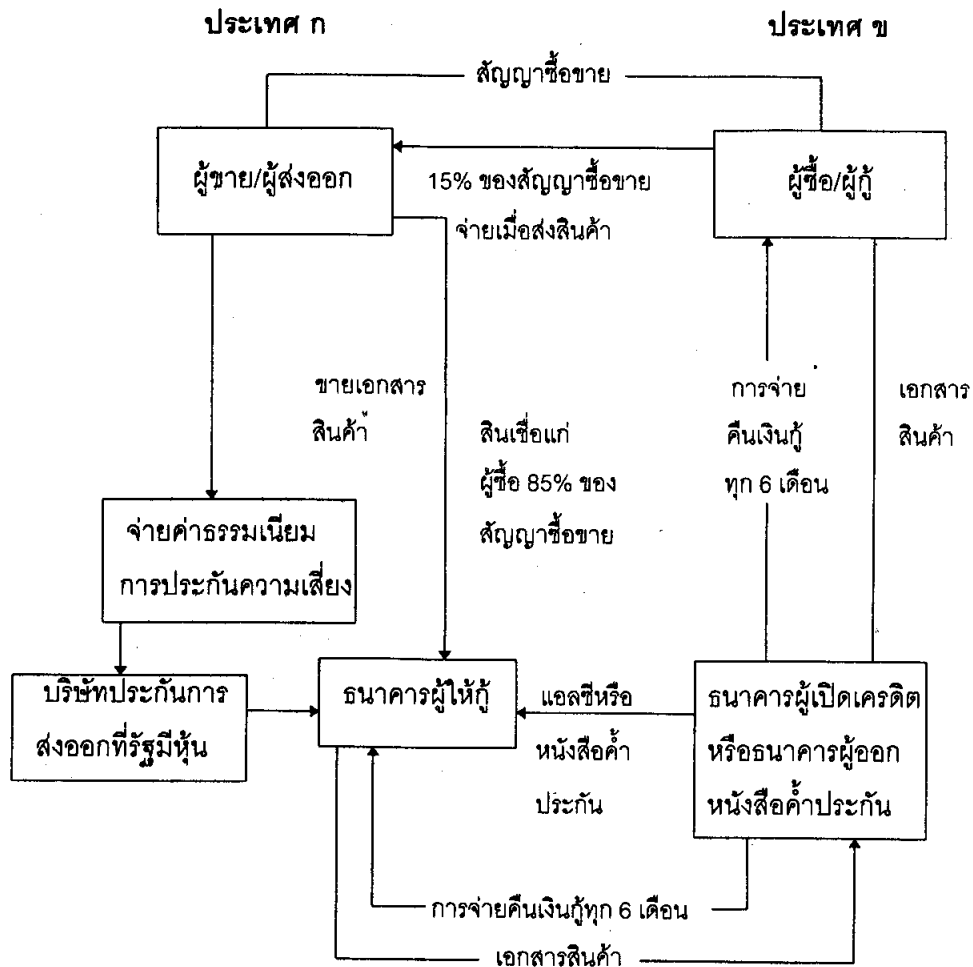 ประเทศ ก
ประเทศ ข
สัญญาซื้อขาย
ผู้ขาย/ผู้ส่งออก
15% ของสัญญาซื้อขาย
จ่ายเมื่อส่งสินค้า
ผู้ซื้อ/ผู้กู้
ขายเอกสาร
สินค้า
สินเชื่อแก่
ผู้ซื้อ 85% ของ
สัญญาซื้อขาย
การจ่าย
คืนเงินกู้
ทุก 6 เดือน
เอกสาร
สินค้า
จ่ายค่าธรรมเนียม
การประกันความเสี่ยง
บริษัทประกันการ
ส่งออกที่รัฐมีหุ้น
ธนาคารผู้ให้กู้
แอลซีหรือ
หนังสือค้ำ
ประกัน
ธนาคารผู้เปิดเครดิต
หรือธนาคารผู้ออก
หนังสือค้ำประกัน
การจ่ายคืนเงินกู้ทุก 6 เดือน
เอกสารสินค้า